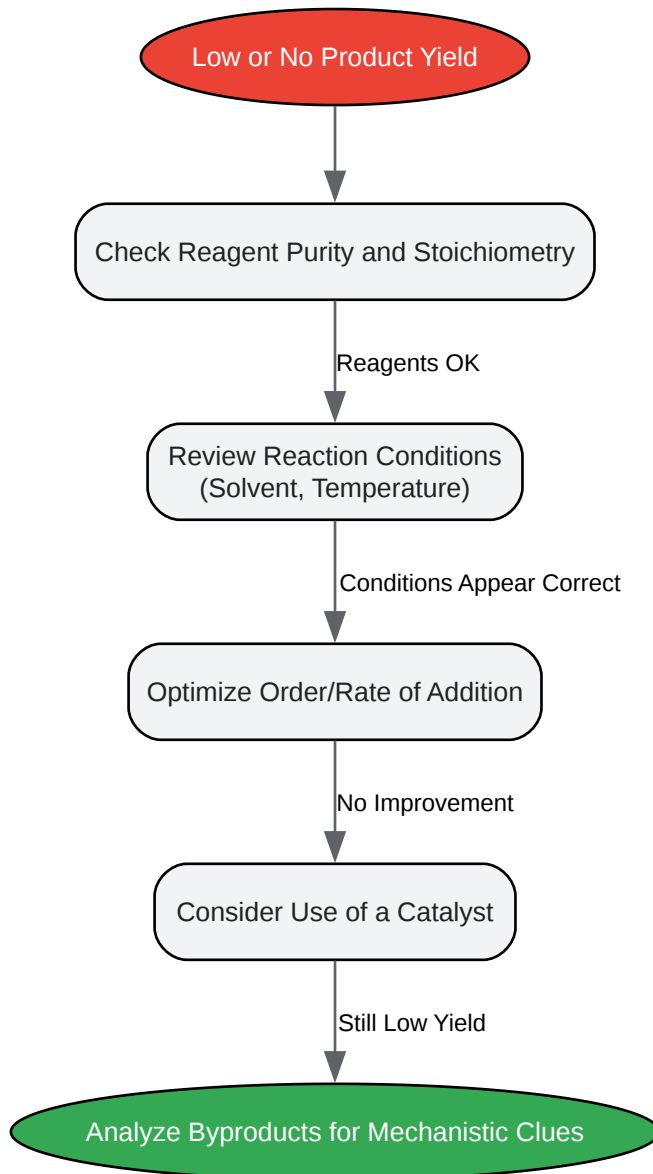 Low or No Product Yield
Check Reagent Purity and Stoichiometry
Reagents OK
Review Reaction Conditions
(Solvent, Temperature)
Conditions Appear Correct
Optimize Order/Rate of Addition
No Improvement
Consider Use of a Catalyst
Still Low Yield
Analyze Byproducts for Mechanistic Clues